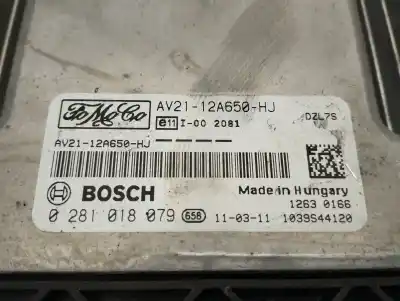 FoMoCo AV21-12A650-HJ
e11 I-00 2081 DZL7S
AV21-12A650-HJ
BOSCH Made in Hungary
1263 0166
0 281 018 079 658 11-03-11 1039S44120